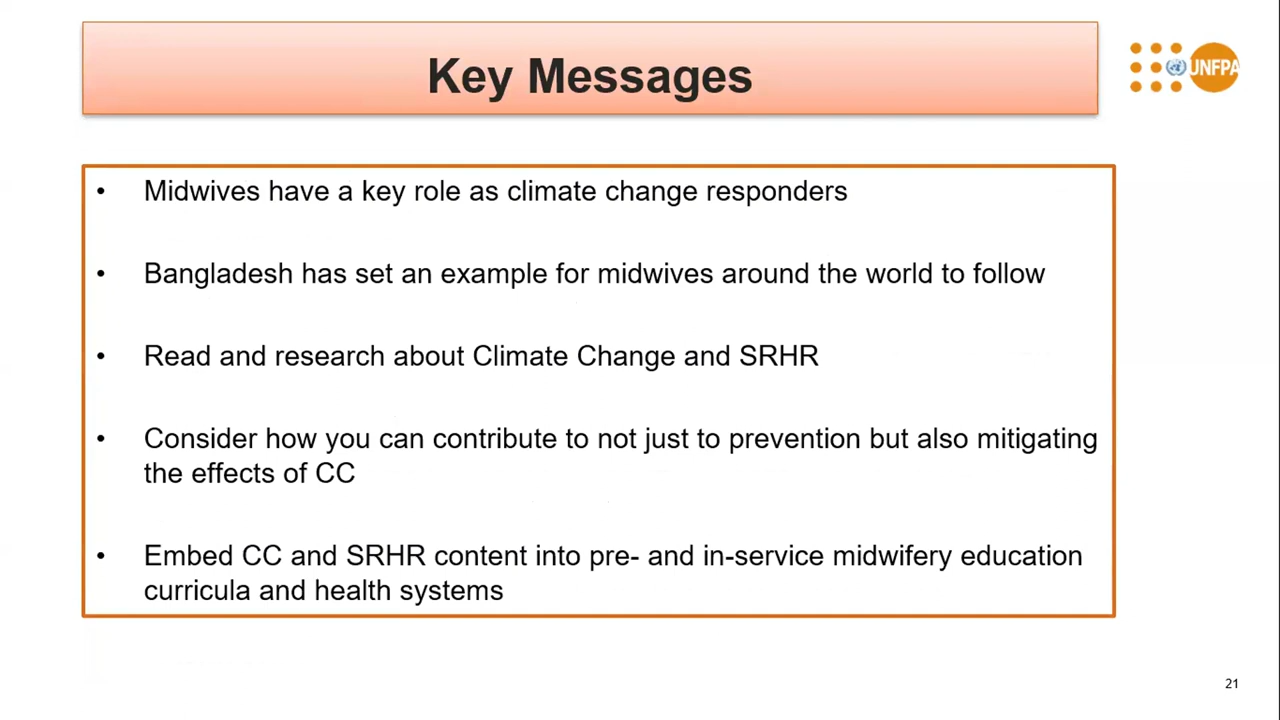 Key Messages
UNFPA
• Midwives have a key role as climate change responders
• Bangladesh has set an example for midwives around the world to follow
• Read and research about Climate Change and SRHR
• Consider how you can contribute to not just to prevention but also mitigating
the effects of CC
• Embed CC and SRHR content into pre- and in-service midwifery education
curricula and health systems
21